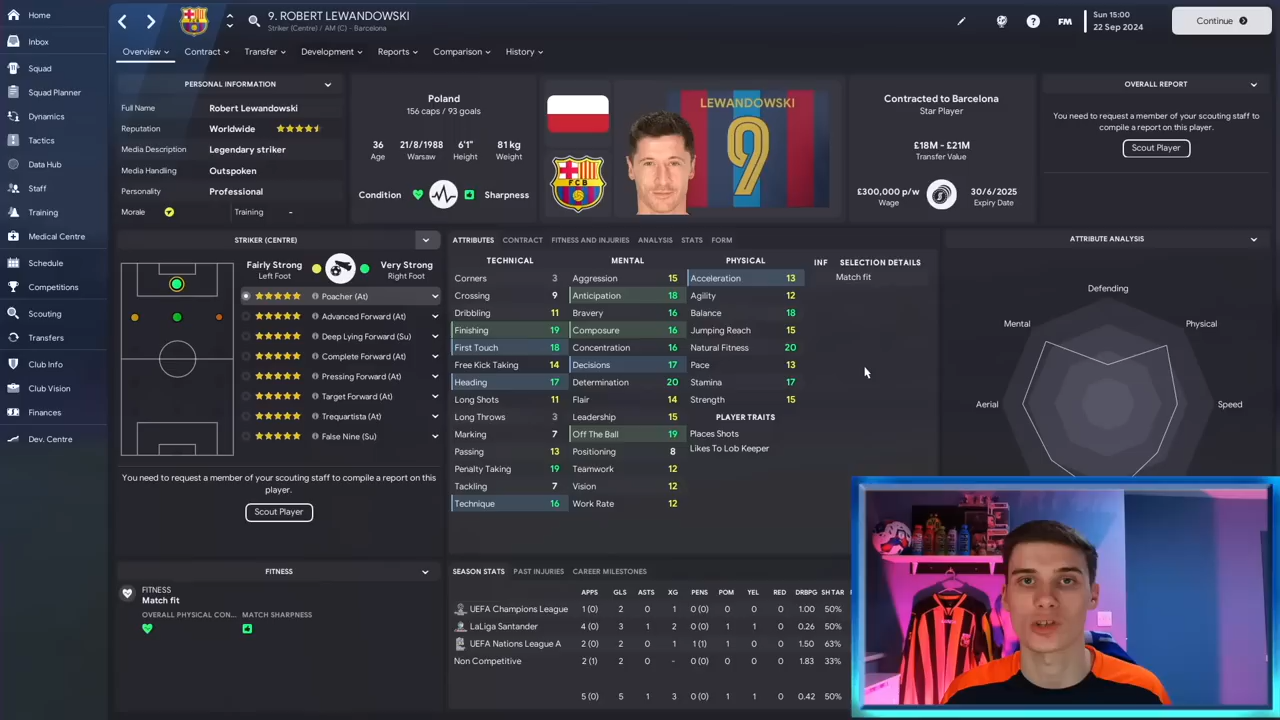 Home
Inbox
Squad
Squad Planner
Dynamics
Tactics
Data Hub
Staff
Training
Medical Centre
Schedule
Competitions
Scouting
Transfers
Club Info
Club Vision
Finances
Dev. Centre
9. ROBERT LEWANDOWSKI
Striker (Centre) / AM (C) - Barcelona
FM
Sun 15:00
22 Sep 2024
Continue
Overview Contract Transfer Development Reports Comparison History
PERSONAL INFORMATION
Full Name Robert Lewandowski
Reputation Worldwide
Media Description Legendary striker
Media Handling Outspoken
Personality Professional
Morale Training -
Poland
156 caps / 93 goals
36 21/8/1988 6'1" 81 kg
Age Warsaw Height Weight
Condition Sharpness
LEWANDOWSKI
9
FCB
Contracted to Barcelona
Star Player
£18M - £21M
Transfer Value
£300,000 p/w 30/6/2025
Wage Expiry Date
OVERALL REPORT
You need to request a member of your scouting staff to
compile a report on this player.
Scout Player
STRIKER (CENTRE)
Fairly Strong Very Strong
Left Foot Right Foot
Poacher (At)
Advanced Forward (At)
Deep Lying Forward (Su)
Complete Forward (At)
Pressing Forward (At)
Target Forward (At)
Trequartista (At)
False Nine (Su)
You need to request a member of your scouting staff to compile a report on this
player.
Scout Player
ATTRIBUTES CONTRACT FITNESS AND INJURIES ANALYSIS STATS FORM
TECHNICAL MENTAL PHYSICAL INF SELECTION DETAILS
Corners 3 Aggression 15 Acceleration 13 Match fit
Crossing 9 Anticipation 18 Agility 12
Dribbling 11 Bravery 16 Balance 18
Finishing 19 Composure 16 Jumping Reach 15
First Touch 18 Concentration 16 Natural Fitness 20
Free Kick Taking 14 Decisions 17 Pace 13
Heading 17 Determination 20 Stamina 17
Long Shots 11 Flair 14 Strength 15
Long Throws 3 Leadership 15 PLAYER TRAITS
Marking 7 Off The Ball 19 Places Shots
Passing 13 Positioning 8 Likes To Lob Keeper
Penalty Taking 19 Teamwork 12
Tackling 7 Vision 12
Technique 16 Work Rate 12
ATTRIBUTE ANALYSIS
Defending
Mental Physical
Aerial Speed
FITNESS
FITNESS
Match fit
OVERALL PHYSICAL CON... MATCH SHARPNESS
SEASON STATS PAST INJURIES CAREER MILESTONES
APPS GLS ASTS XG PENS POM YEL RED DRBPG SH TAR
UEFA Champions League 1 (0) 2 0 1 0 (0) 0 0 0 1.00 50%
LaLiga Santander 4 (0) 3 1 2 0 (0) 1 1 0 0.26 50%
UEFA Nations League A 2 (0) 2 0 1 1 (1) 0 0 0 1.50 63%
Non Competitive 2 (1) 2 0 - 0 (0) 0 0 0 1.83 33%
5 (0) 5 1 3 0 (0) 1 1 0 0.42 50%